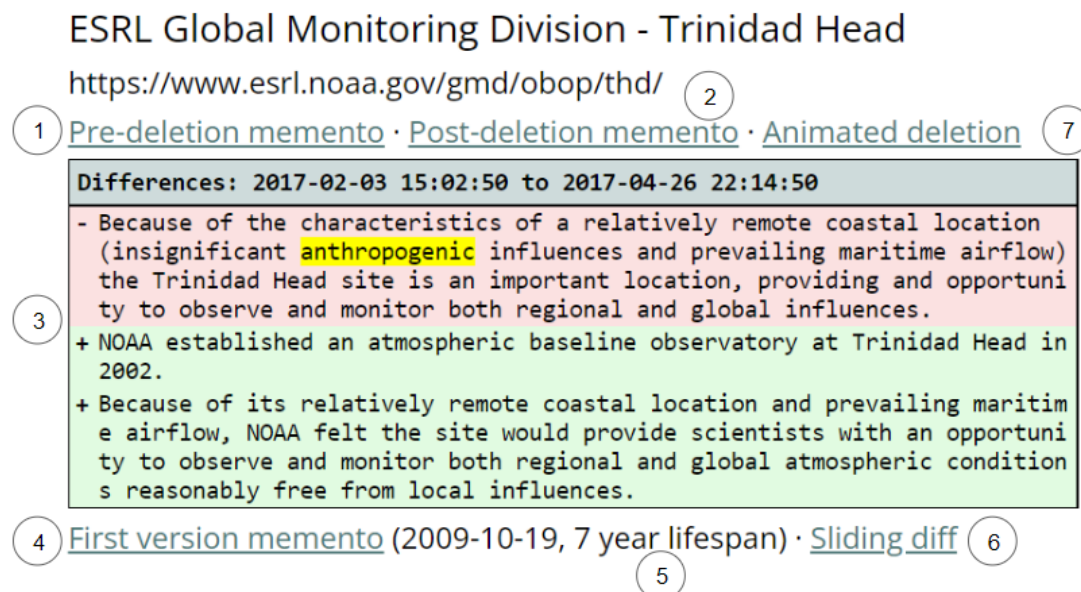 ESRL Global Monitoring Division - Trinidad Head
https://www.esrl.noaa.gov/gmd/obop/thd/
2
1 Pre-deletion memento · Post-deletion memento · Animated deletion 7
Differences: 2017-02-03 15:02:50 to 2017-04-26 22:14:50
- Because of the characteristics of a relatively remote coastal location
(insignificant anthropogenic influences and prevailing maritime airflow)
the Trinidad Head site is an important location, providing and opportuni
ty to observe and monitor both regional and global influences.
3
+ NOAA established an atmospheric baseline observatory at Trinidad Head in
2002.
+ Because of its relatively remote coastal location and prevailing maritim
e airflow, NOAA felt the site would provide scientists with an opportuni
ty to observe and monitor both regional and global atmospheric condition
s reasonably free from local influences.
4 First version memento (2009-10-19, 7 year lifespan) · Sliding diff 6
5